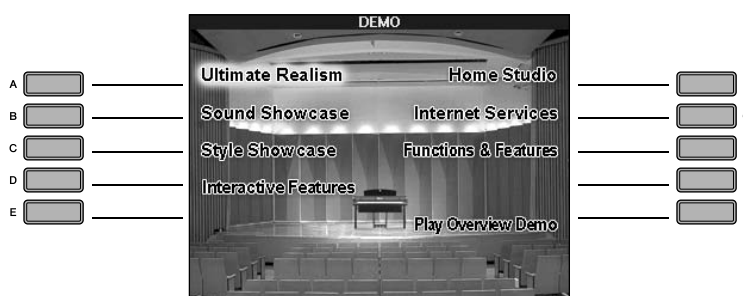 DEMO
A
Ultimate Realism
Home Studio
B
Sound Showcase
Internet Services
C
Style Showcase
Functions & Features
D
Interactive Features
E
Play Overview Demo